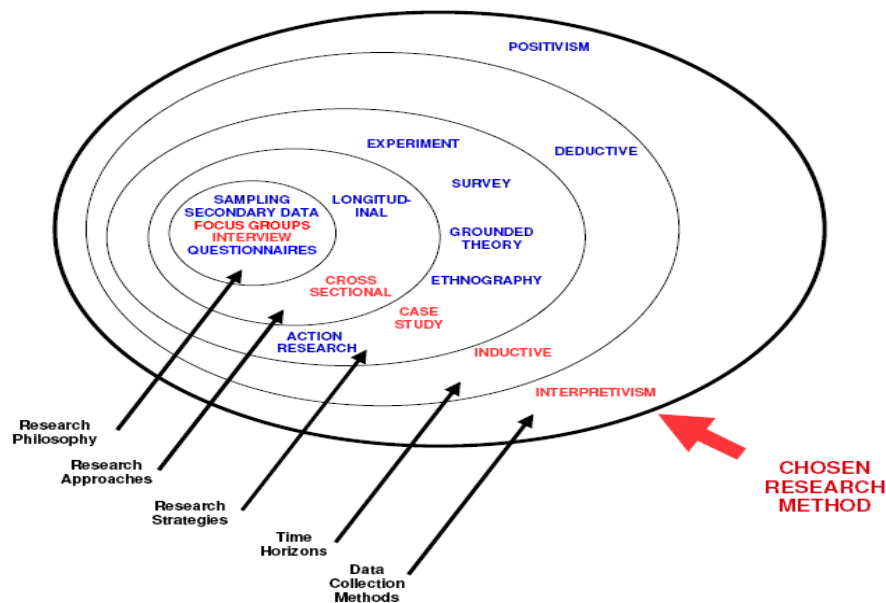 POSITIVISM
EXPERIMENT
DEDUCTIVE
SURVEY
SAMPLING
SECONDARY DATA
FOCUS GROUPS
INTERVIEW
QUESTIONNAIRES
LONGITUD-
INAL
GROUNDED
THEORY
ETHNOGRAPHY
CROSS
SECTIONAL
CASE
STUDY
ACTION
RESEARCH
INDUCTIVE
INTERPRETIVISM
Research
Philosophy
Research
Approaches
Research
Strategies
Time
Horizons
Data
Collection
Methods
CHOSEN
RESEARCH
METHOD